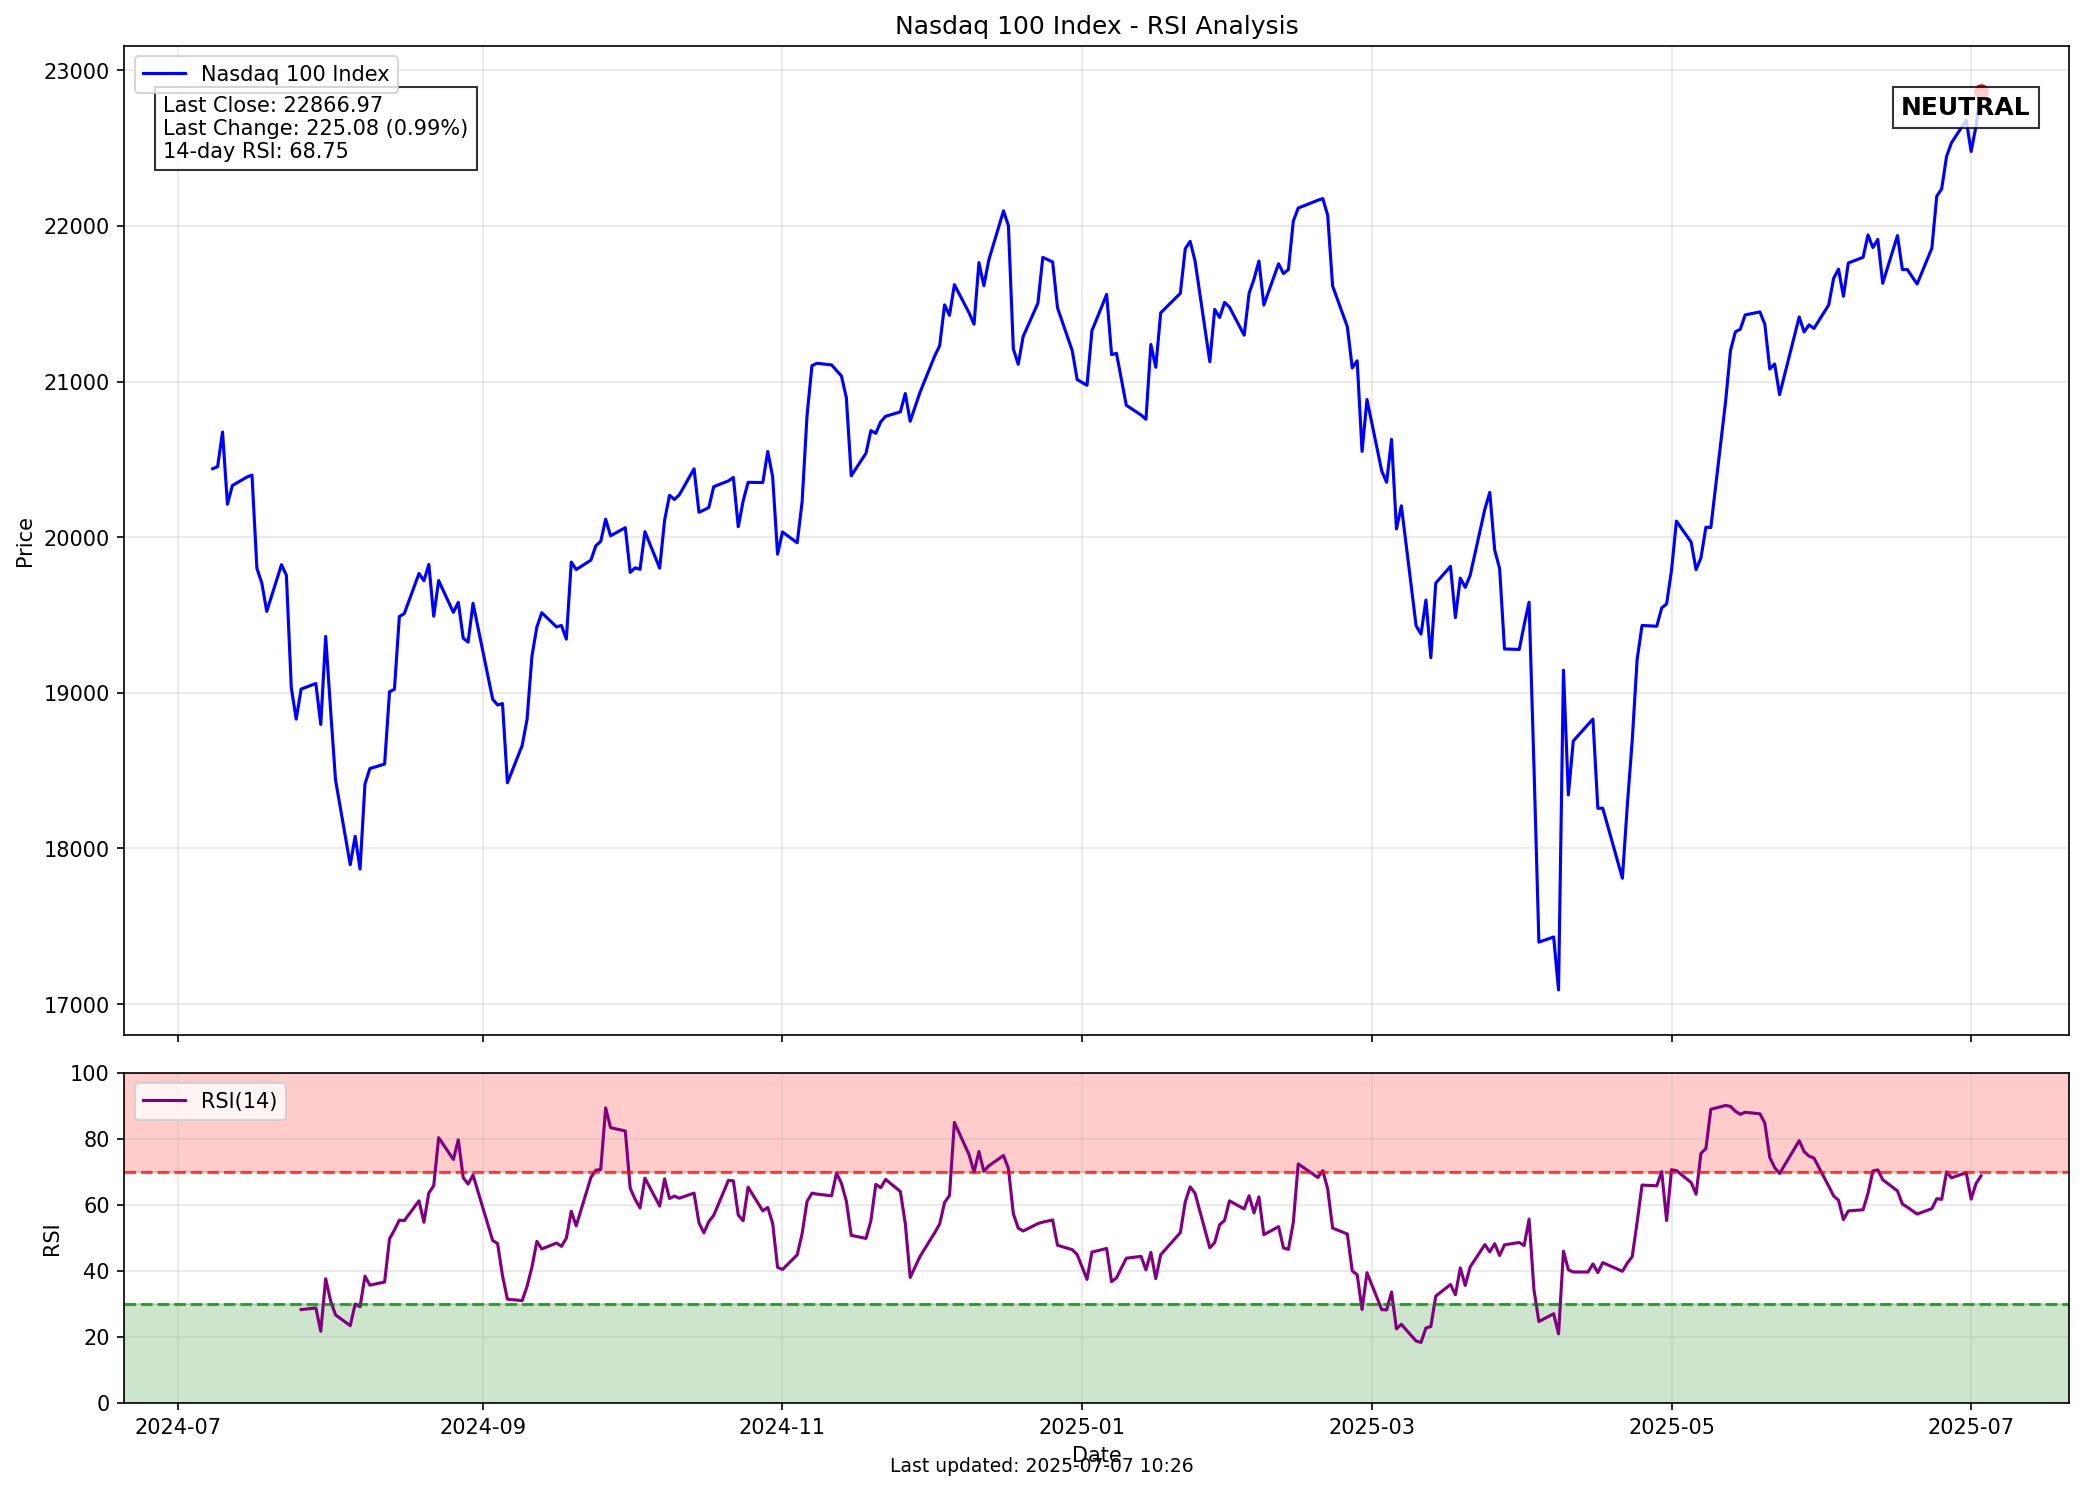 Nasdaq 100 Index - RSI Analysis
Nasdaq 100 Index
Last Close: 22866.97
Last Change: 225.08 (0.99%)
14-day RSI: 68.75
NEUTRAL
Price
23000
22000
21000
20000
19000
18000
17000
RSI(14)
RSI
100
80
60
40
20
0
2024-07
2024-09
2024-11
2025-01
2025-03
2025-05
2025-07
Date
Last updated: 2025-07-07 10:26